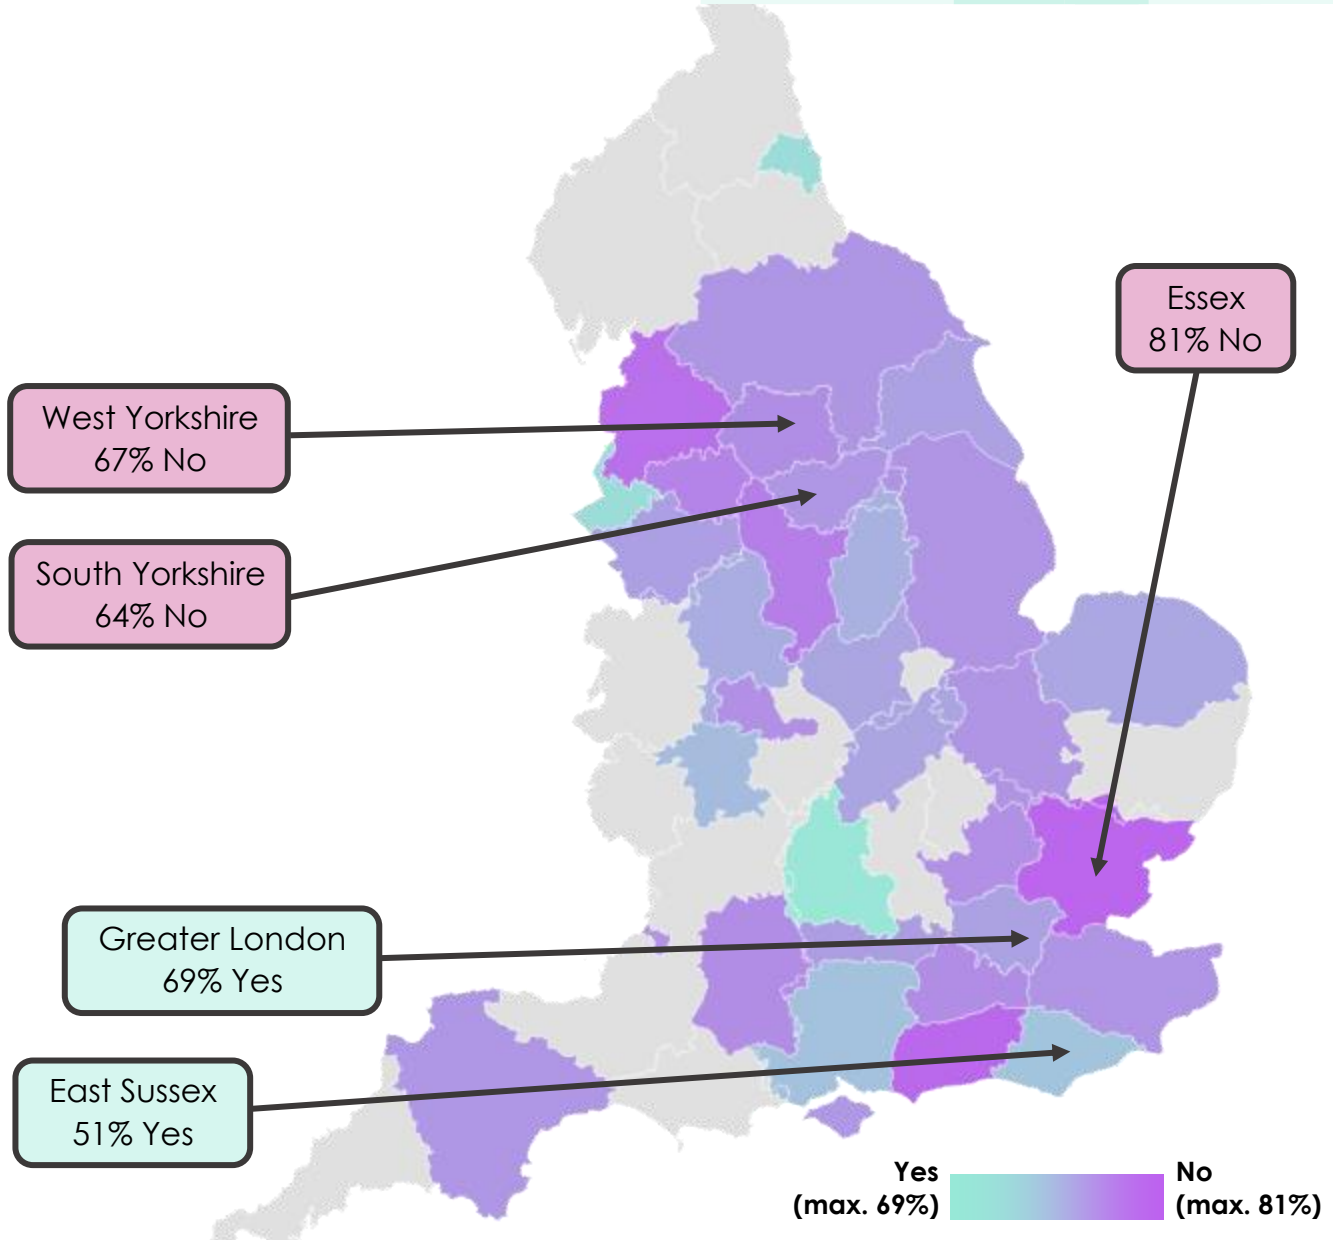 Essex
81% No
West Yorkshire
67% No
South Yorkshire
64% No
Greater London
69% Yes
East Sussex
51% Yes
Yes
(max. 69%)
No
(max. 81%)